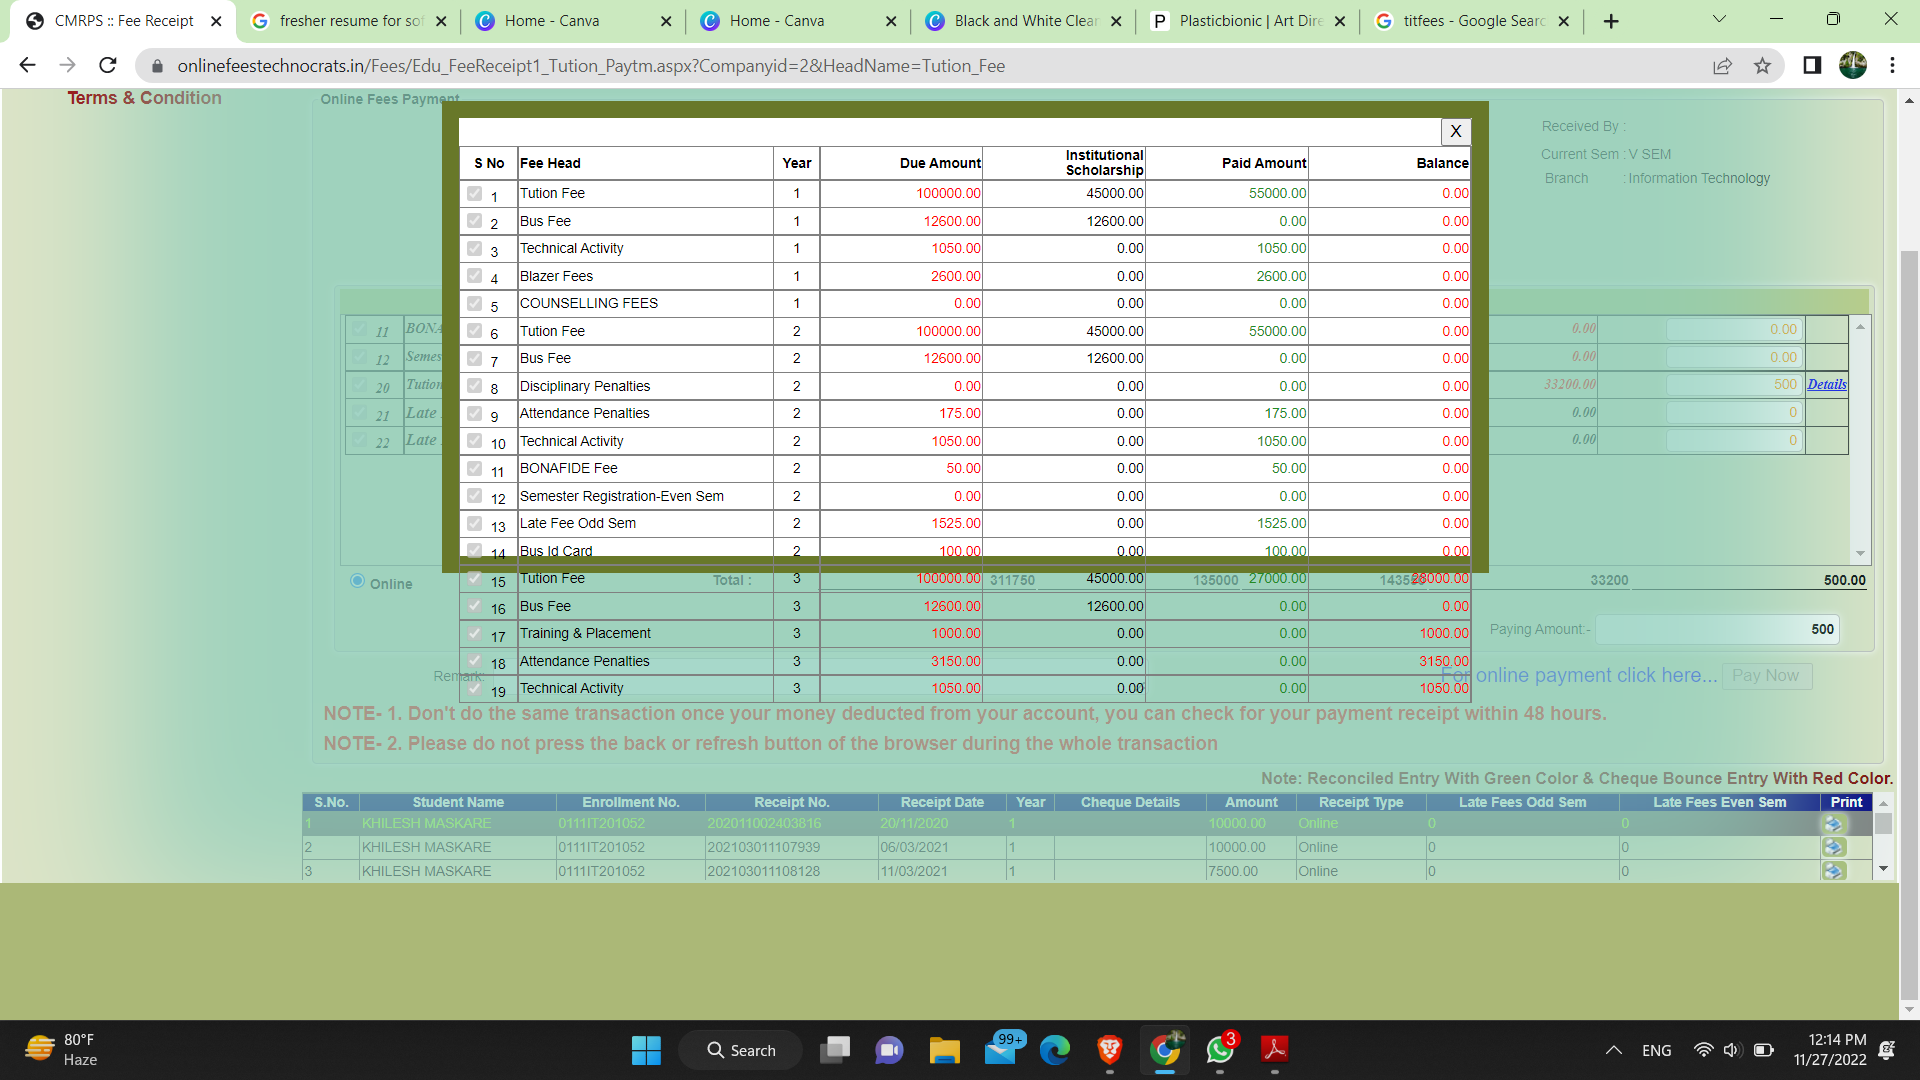 CMRPS :: Fee Receipt
fresher resume for sof
Home - Canva
Home - Canva
Black and White Clean
Plasticbionic | Art Dire
titfees - Google Searc
onlinefeestechnocrats.in/Fees/Edu_FeeReceipt1_Tution_Paytm.aspx?Companyid=2&HeadName=Tution_Fee
Terms & Condition
Online Fees Payment
Received By :
Current Sem : V SEM
Branch : Information Technology
X
S No Fee Head Year Due Amount Institutional Scholarship Paid Amount Balance
1 Tution Fee 1 100000.00 45000.00 55000.00 0.00
2 Bus Fee 1 12600.00 12600.00 0.00 0.00
3 Technical Activity 1 1050.00 0.00 1050.00 0.00
4 Blazer Fees 1 2600.00 0.00 2600.00 0.00
5 COUNSELLING FEES 1 0.00 0.00 0.00 0.00
6 Tution Fee 2 100000.00 45000.00 55000.00 0.00
7 Bus Fee 2 12600.00 12600.00 0.00 0.00
8 Disciplinary Penalties 2 0.00 0.00 0.00 0.00
9 Attendance Penalties 2 175.00 0.00 175.00 0.00
10 Technical Activity 2 1050.00 0.00 1050.00 0.00
11 BONAFIDE Fee 2 50.00 0.00 50.00 0.00
12 Semester Registration-Even Sem 2 0.00 0.00 0.00 0.00
13 Late Fee Odd Sem 2 1525.00 0.00 1525.00 0.00
14 Bus Id Card 2 100.00 0.00 100.00 0.00
15 Tution Fee 3 100000.00 45000.00 27000.00 28000.00
16 Bus Fee 3 12600.00 12600.00 0.00 0.00
17 Training & Placement 3 1000.00 0.00 0.00 1000.00
18 Attendance Penalties 3 3150.00 0.00 0.00 3150.00
19 Technical Activity 3 1050.00 0.00 0.00 1050.00
11 BONA 0.00 0.00
12 Semes 0.00 0.00
20 Tution 33200.00 500 Details
21 Late 0.00 0
22 Late 0.00 0
Online Total : 311750 135000 33200 500.00
Paying Amount:- 500
Remark:
For online payment click here... Pay Now
NOTE- 1. Don't do the same transaction once your money deducted from your account, you can check for your payment receipt within 48 hours.
NOTE- 2. Please do not press the back or refresh button of the browser during the whole transaction
Note: Reconciled Entry With Green Color & Cheque Bounce Entry With Red Color.
S.No. Student Name Enrollment No. Receipt No. Receipt Date Year Cheque Details Amount Receipt Type Late Fees Odd Sem Late Fees Even Sem Print
1 KHILESH MASKARE 0111IT201052 202011002403816 20/11/2020 1 10000.00 Online 0 0
2 KHILESH MASKARE 0111IT201052 202103011107939 06/03/2021 1 10000.00 Online 0 0
3 KHILESH MASKARE 0111IT201052 202103011108128 11/03/2021 1 7500.00 Online 0 0
80°F
Haze
Search
99+
3
ENG
12:14 PM
11/27/2022